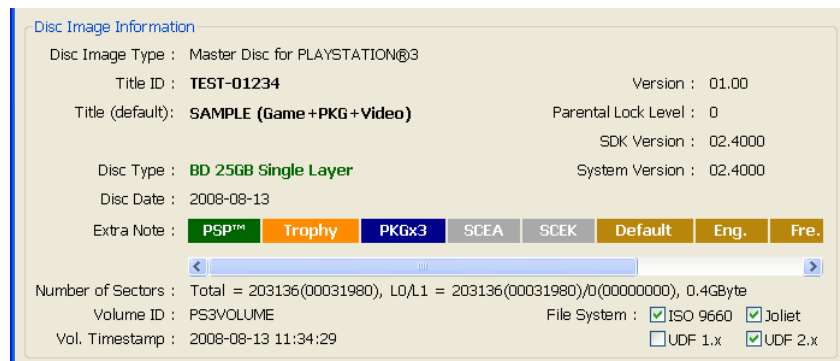 Disc Image Information
Disc Image Type : Master Disc for PLAYSTATION®3
Title ID : TEST-01234 Version : 01.00
Title (default): SAMPLE (Game+PKG+Video) Parental Lock Level : 0
SDK Version : 02.4000
Disc Type : BD 25GB Single Layer System Version : 02.4000
Disc Date : 2008-08-13
Extra Note : PSP™ Trophy PKGx3 SCEA SCEK Default Eng. Fre.
Number of Sectors : Total = 203136(00031980), L0/L1 = 203136(00031980)/0(00000000), 0.4GByte
Volume ID : PS3VOLUME File System : ISO 9660 Joliet
Vol. Timestamp : 2008-08-13 11:34:29 UDF 1.x UDF 2.x